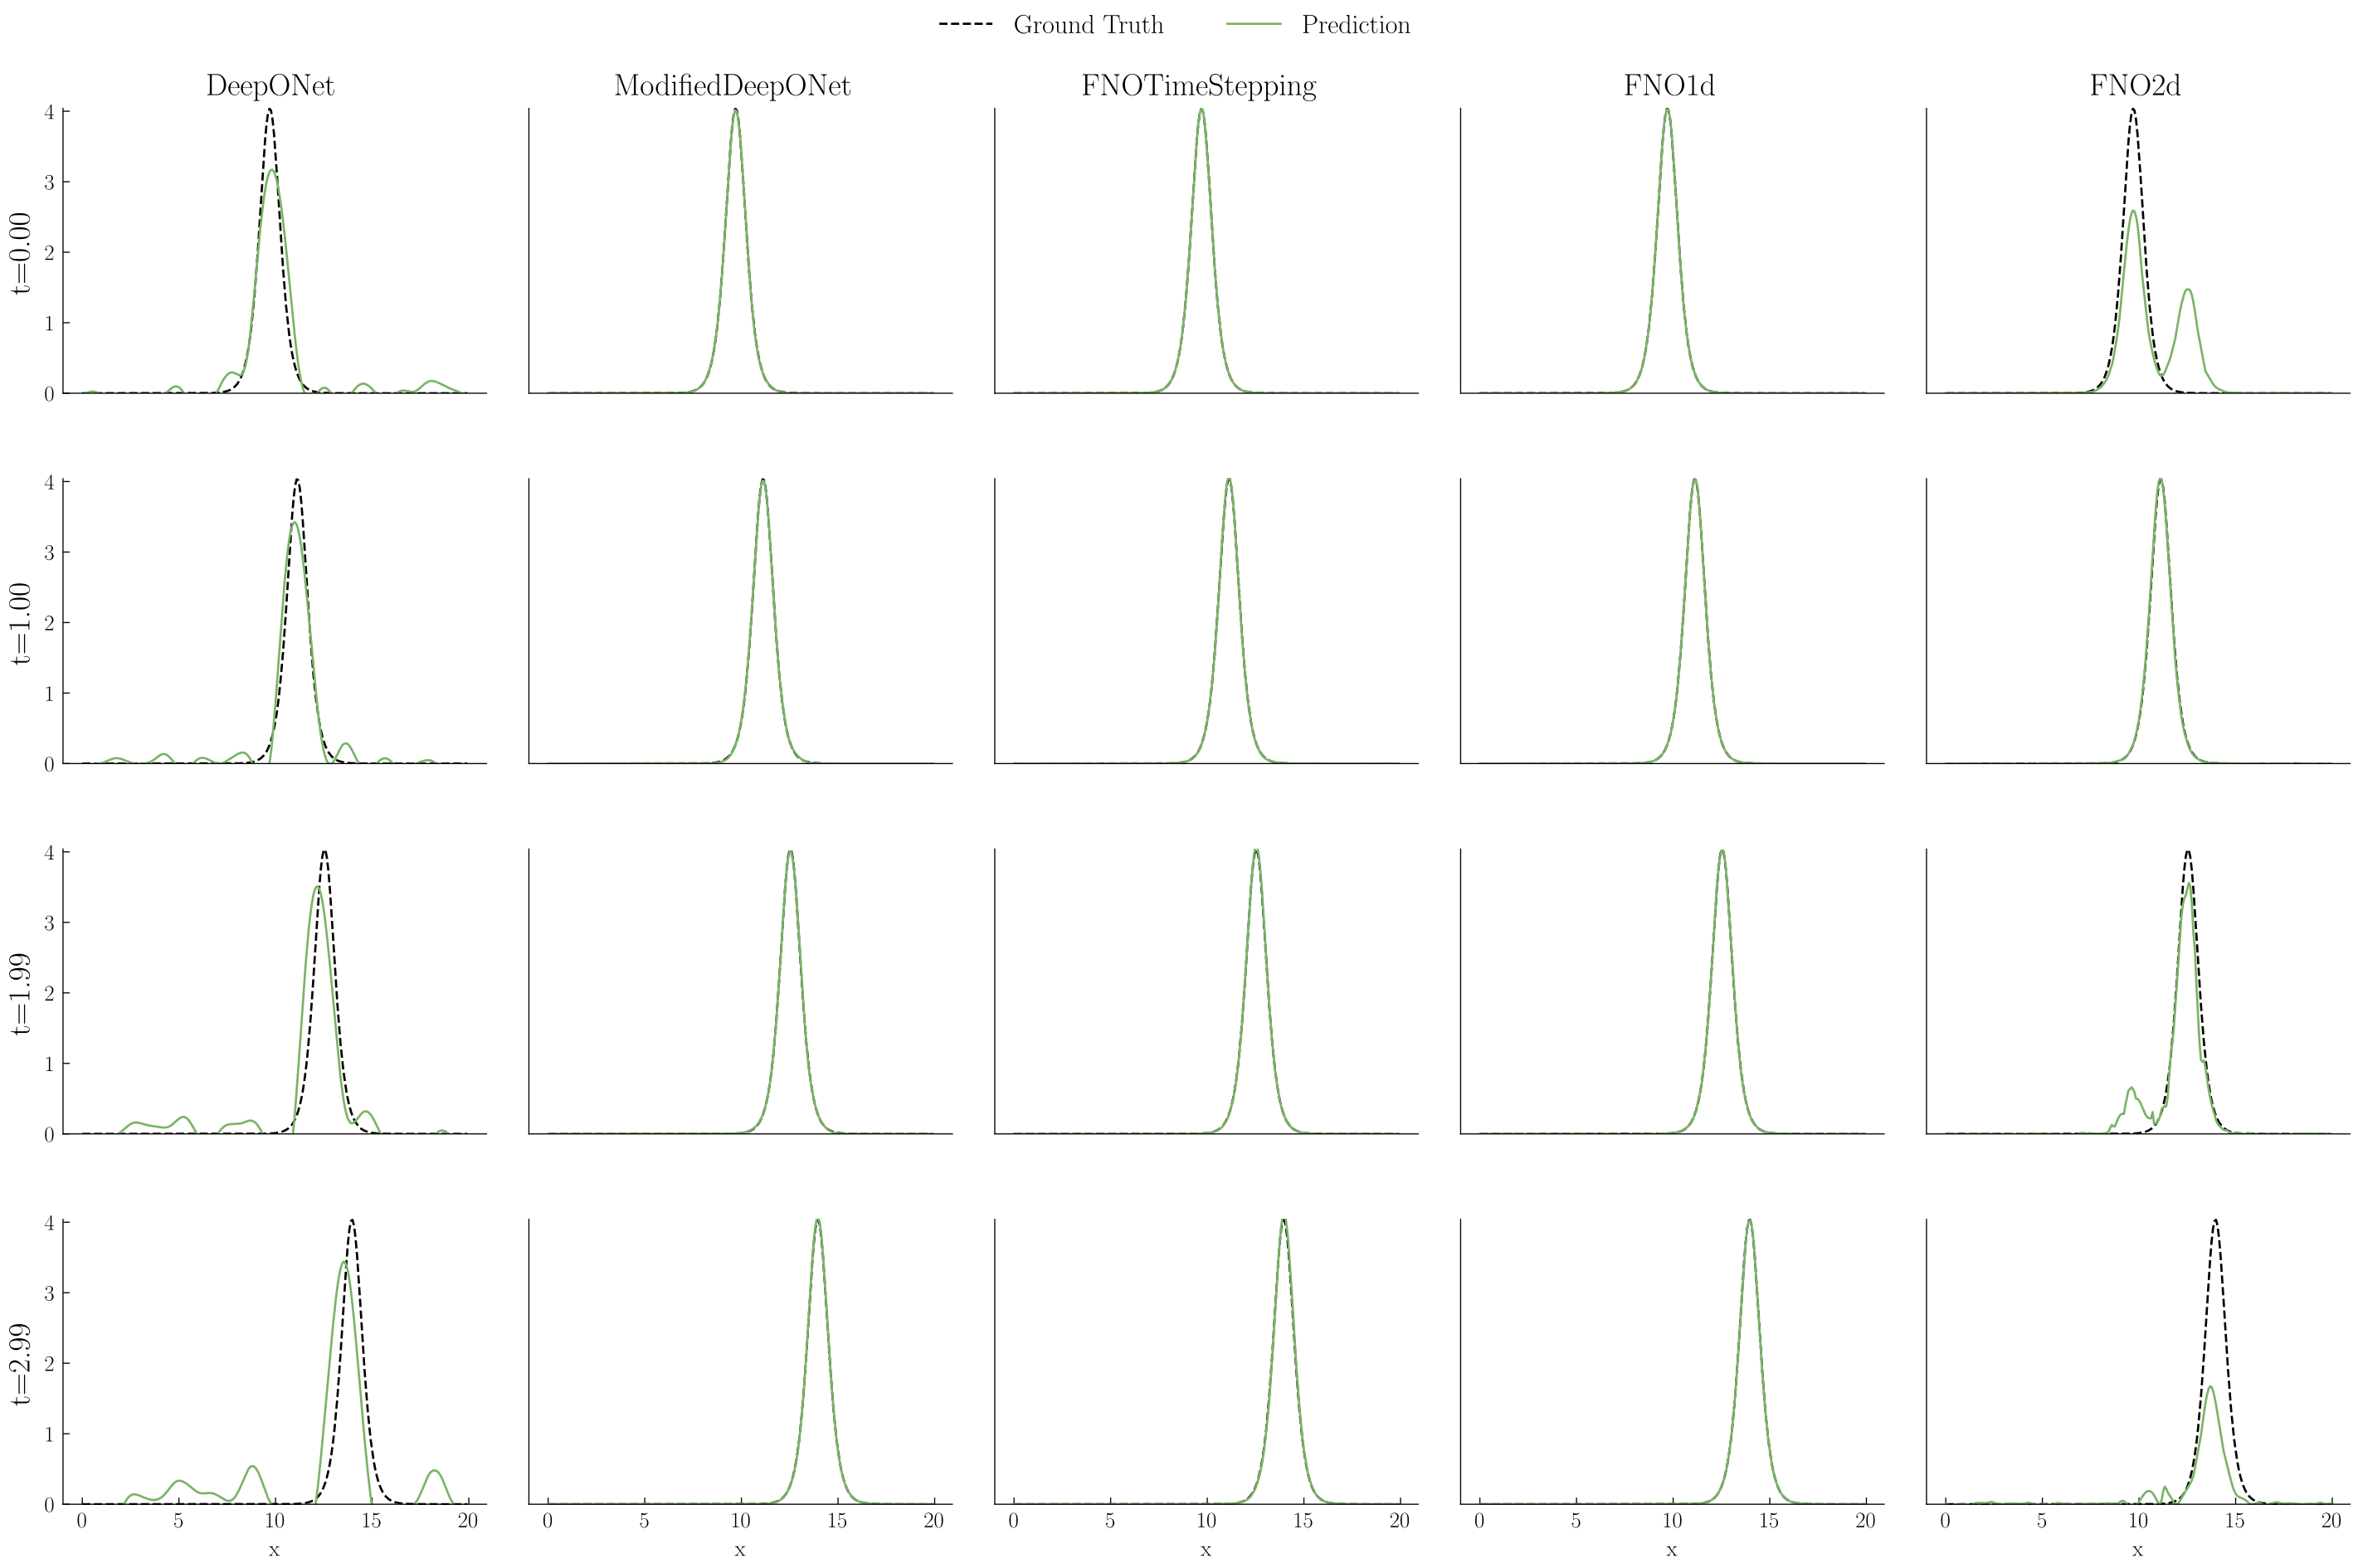 Ground Truth Prediction
DeepONet ModifiedDeepONet FNOTimeStepping FNO1d FNO2d
t=0.00
4
3
2
1
0
t=1.00
4
3
2
1
0
t=1.99
4
3
2
1
0
t=2.99
4
3
2
1
0
0 5 10 15 20 0 5 10 15 20 0 5 10 15 20 0 5 10 15 20 0 5 10 15 20
x x x x x